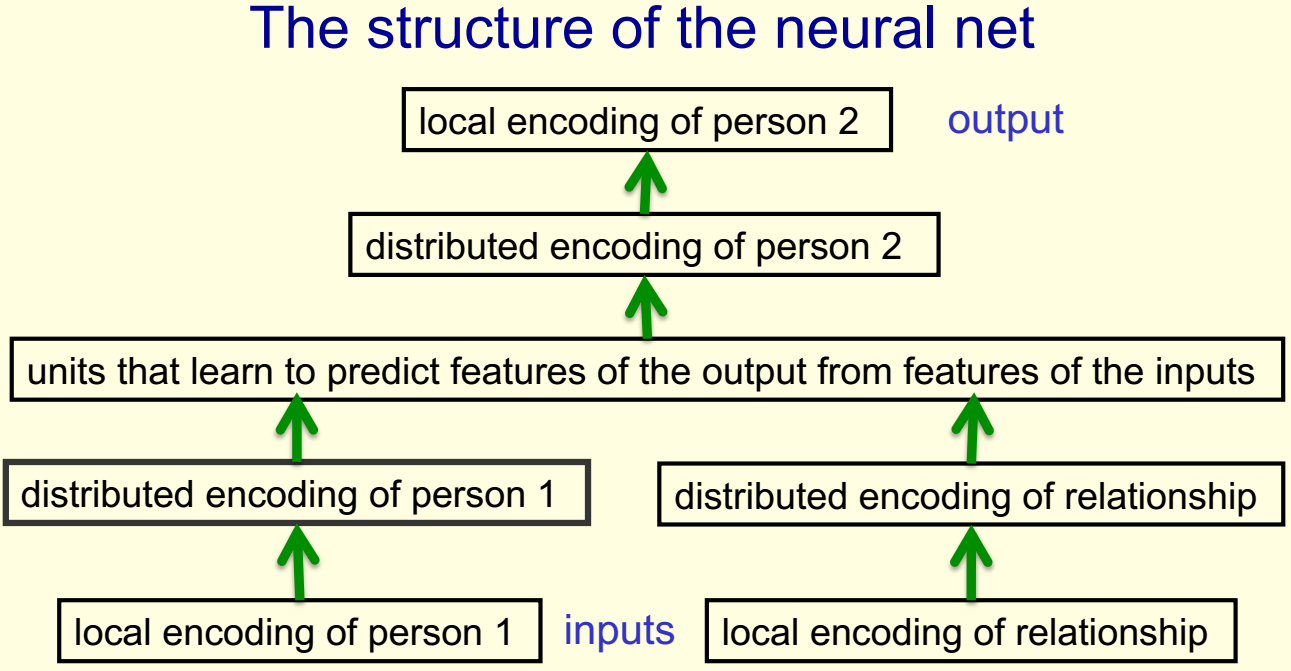 The structure of the neural net
local encoding of person 2
output
distributed encoding of person 2
units that learn to predict features of the output from features of the inputs
distributed encoding of person 1
distributed encoding of relationship
local encoding of person 1
inputs
local encoding of relationship